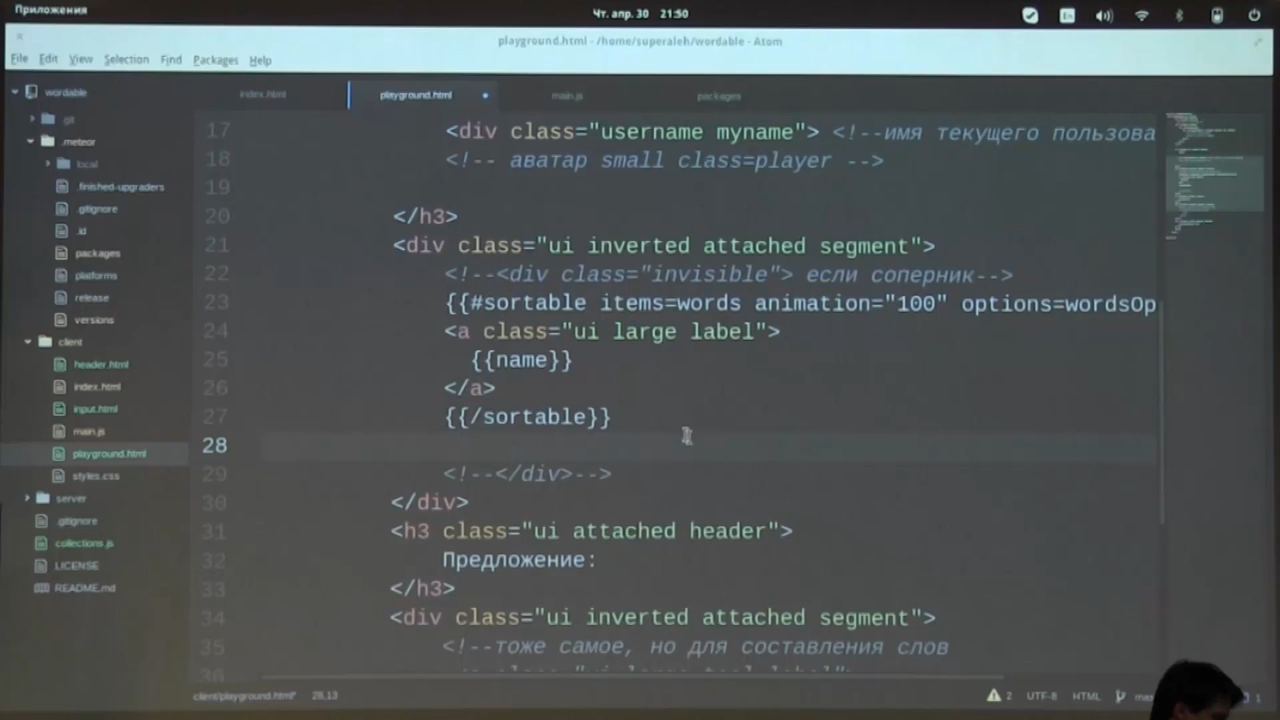 Приложения
Чт. апр. 30 21:50
En
playground.html - /home/superaleh/wordable - Atom
File Edit View Selection Find Packages Help
wordable
.git
.meteor
local
.finished-upgraders
.gitignore
.id
packages
platforms
release
versions
client
header.html
index.html
input.html
main.js
playground.html
styles.css
server
.gitignore
collections.js
LICENSE
README.md
index.html playground.html main.js packages
17 <div class="username myname"> <!--имя текущего пользова
18 <!-- аватар small class=player -->
19
20 </h3>
21 <div class="ui inverted attached segment">
22 <!--<div class="invisible"> если соперник-->
23 {{#sortable items=words animation="100" options=wordsOp
24 <a class="ui large label">
25 {{name}}
26 </a>
27 {{/sortable}}
28
29 <!--</div>-->
30 </div>
31 <h3 class="ui attached header">
32 Предложение:
33 </h3>
34 <div class="ui inverted attached segment">
35 <!--тоже самое, но для составления слов
36
client/playground.html* 28,13 2 UTF-8 HTML mas 1